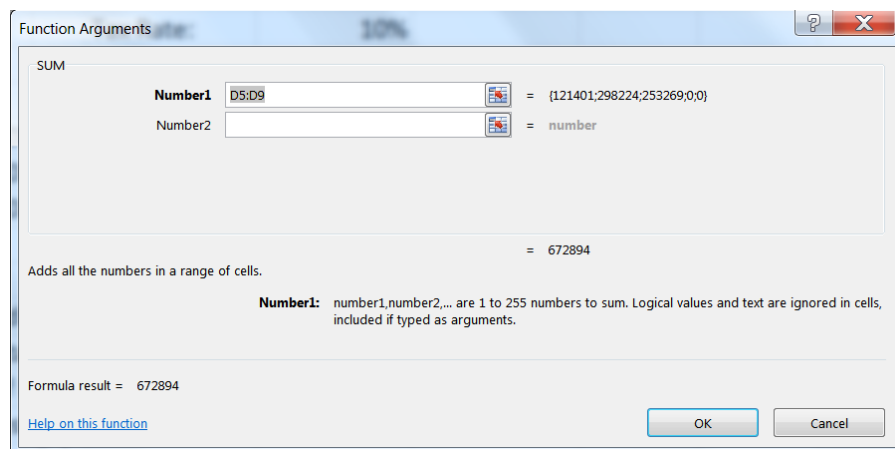 Rate:
10%
Function Arguments
SUM
Number1 D5:D9 = {121401;298224;253269;0;0}
Number2 = number
= 672894
Adds all the numbers in a range of cells.
Number1: number1,number2,... are 1 to 255 numbers to sum. Logical values and text are ignored in cells,
included if typed as arguments.
Formula result = 672894
Help on this function
OK Cancel